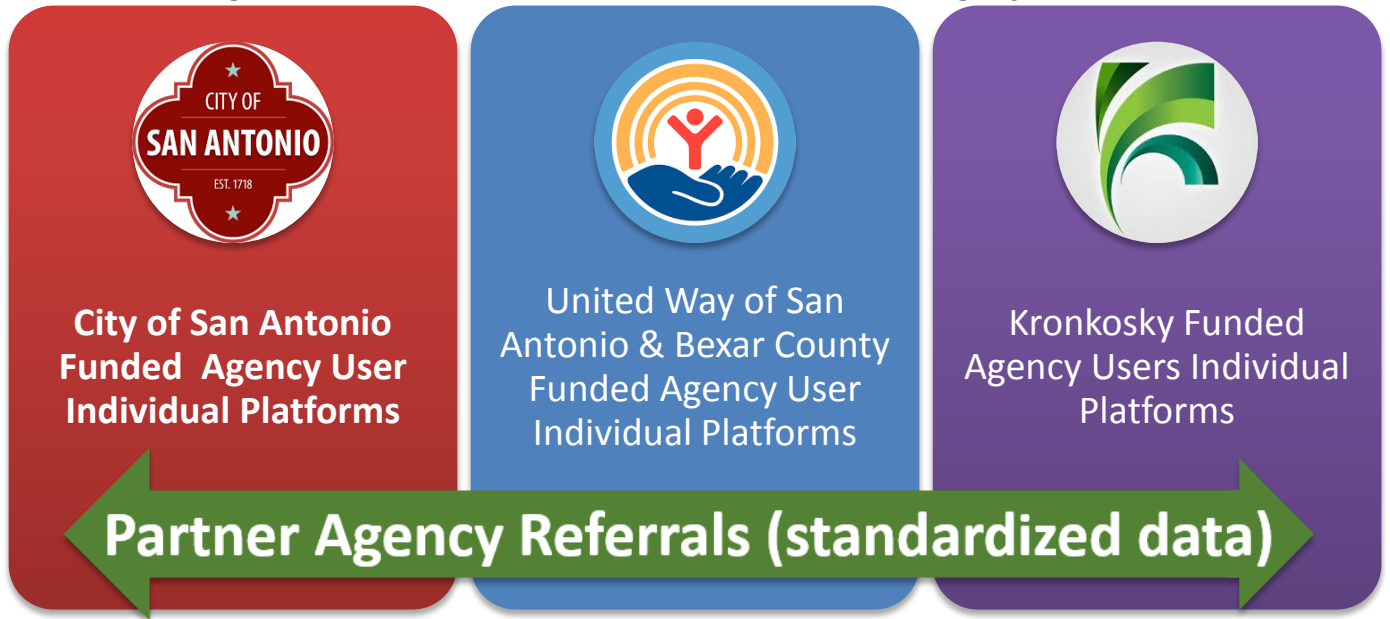 CITY OF
SAN ANTONIO
EST. 1718
City of San Antonio
Funded Agency User
Individual Platforms
United Way of San
Antonio & Bexar County
Funded Agency User
Individual Platforms
Kronkosky Funded
Agency Users Individual
Platforms
Partner Agency Referrals (standardized data)